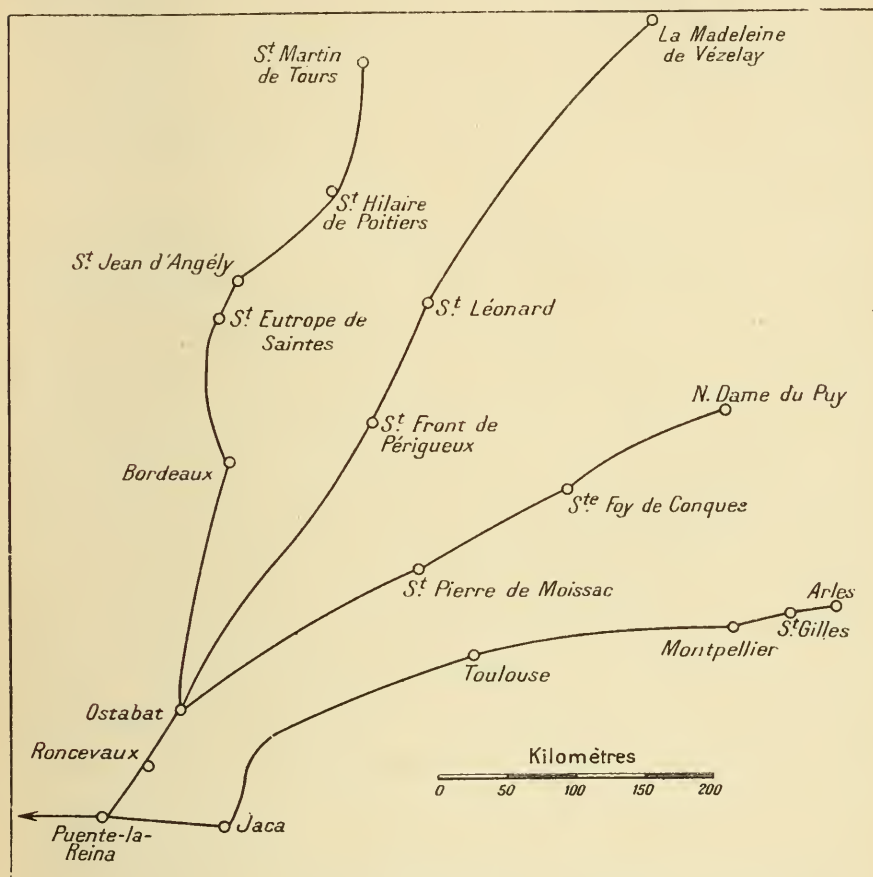 La Madeleine
de Vézelay
St Martin
de Tours
St Hilaire
de Poitiers
St Jean d'Angély
St Eutrope de
Saintes
St Léonard
N. Dame du Puy
St Front de
Périgueux
Bordeaux
Ste Foy de Conques
St Pierre de Moissac
Arles
St Gilles
Montpellier
Toulouse
Ostabat
Roncevaux
Kilomètres
0 50 100 150 200
Puente-la-
Reina
Jaca